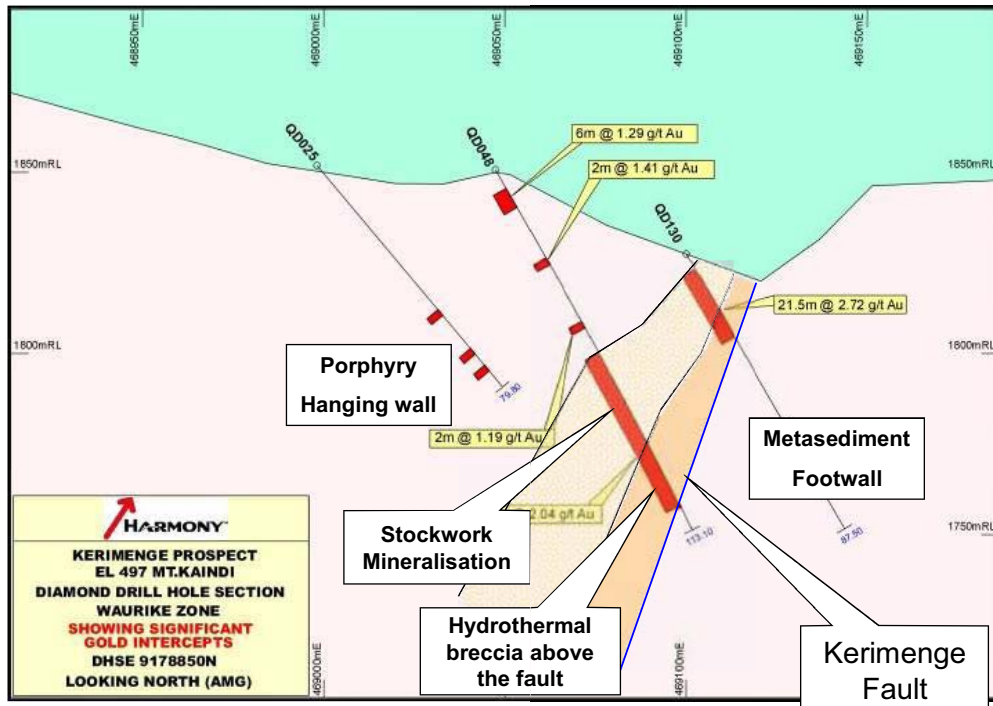 468950mE
469000mE
469050mE
469100mE
469150mE
1850mRL
1850mRL
QD025
QD048
QD130
6m @ 1.29 g/t Au
2m @ 1.41 g/t Au
21.5m @ 2.72 g/t Au
1800mRL
1800mRL
Porphyry
Hanging wall
79.80
2m @ 1.19 g/t Au
Metasediment
Footwall
2.04 g/t Au
Stockwork
Mineralisation
113.10
87.50
1750mRL
HARMONY™
KERIMENGE PROSPECT
EL 497 MT.KAINDI
DIAMOND DRILL HOLE SECTION
WAURIKE ZONE
SHOWING SIGNIFICANT
GOLD INTERCEPTS
DHSE 9178850N
LOOKING NORTH (AMG)
Hydrothermal
breccia above
the fault
Kerimenge
Fault
469000mE
469100mE